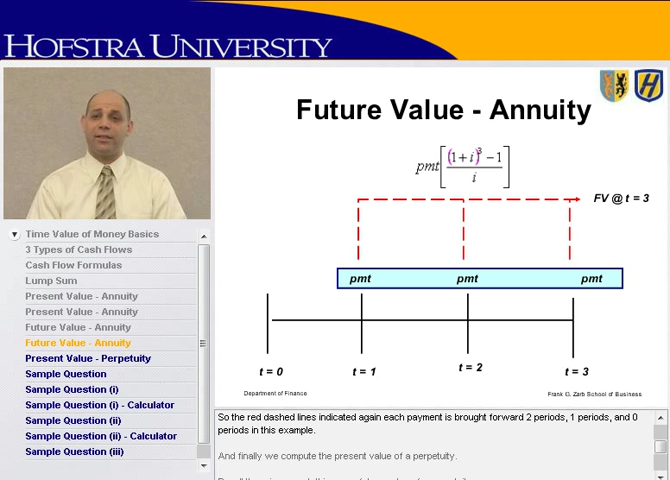 HOFSTRA UNIVERSITY
Future Value - Annuity
pmt[((1+i)^3 - 1)/i]
FV @ t = 3
pmt pmt pmt
t = 0 t = 1 t = 2 t = 3
Department of Finance Frank G. Zarb School of Business
Time Value of Money Basics
3 Types of Cash Flows
Cash Flow Formulas
Lump Sum
Present Value - Annuity
Present Value - Annuity
Future Value - Annuity
Future Value - Annuity
Present Value - Perpetuity
Sample Question
Sample Question (i)
Sample Question (i) - Calculator
Sample Question (ii)
Sample Question (ii) - Calculator
Sample Question (iii)
So the red dashed lines indicated again each payment is brought forward 2 periods, 1 periods, and 0
periods in this example.
And finally we compute the present value of a perpetuity.